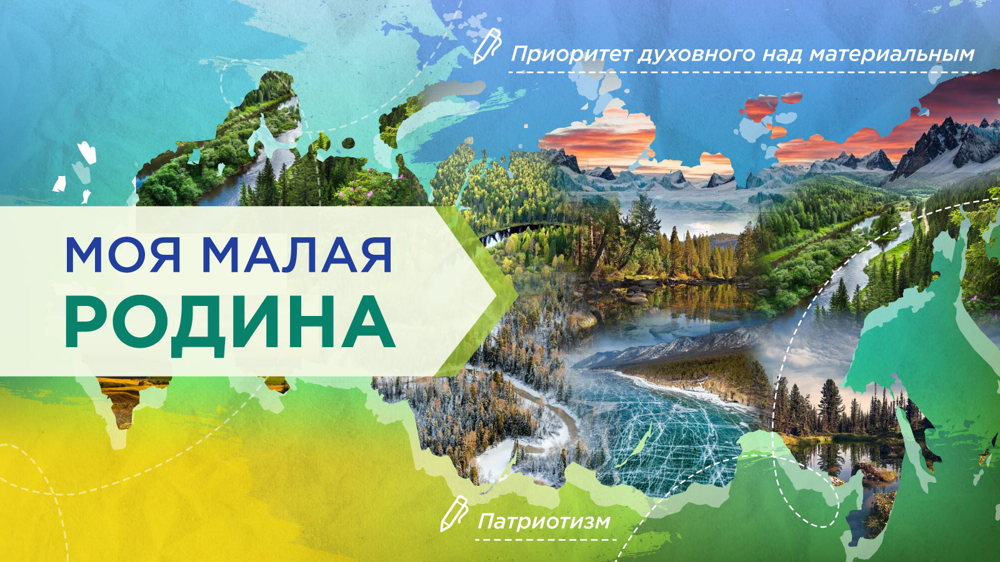 Приоритет духовного над материальным
МОЯ МАЛАЯ
РОДИНА
Патриотизм